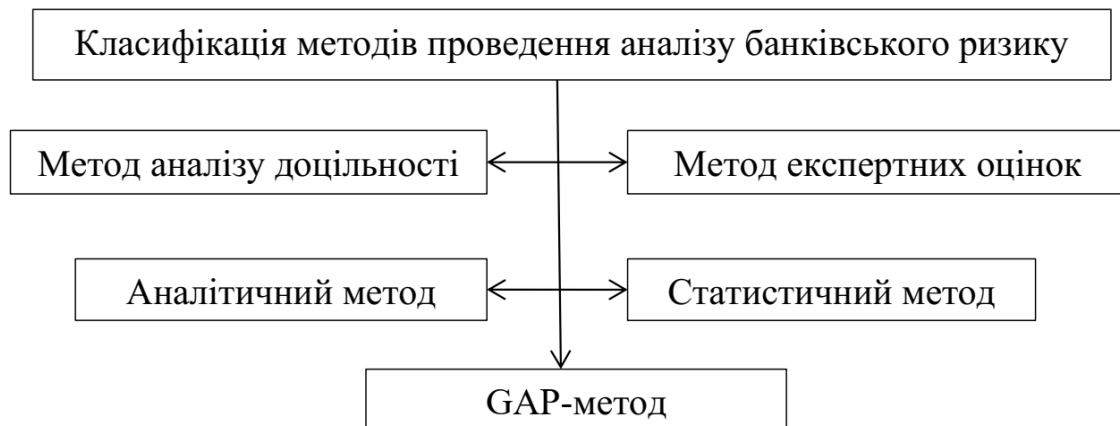 Класифікація методів проведення аналізу банківського ризику
Метод аналізу доцільності
Метод експертних оцінок
Аналітичний метод
Статистичний метод
GAP-метод